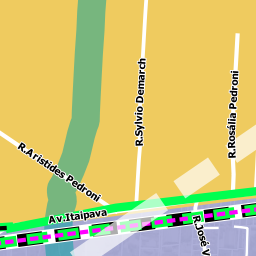 R.Sylvio Demarch
R.Rosália Pedroni
R.Aristides Pedroni
Av.Itaipava
R.José V